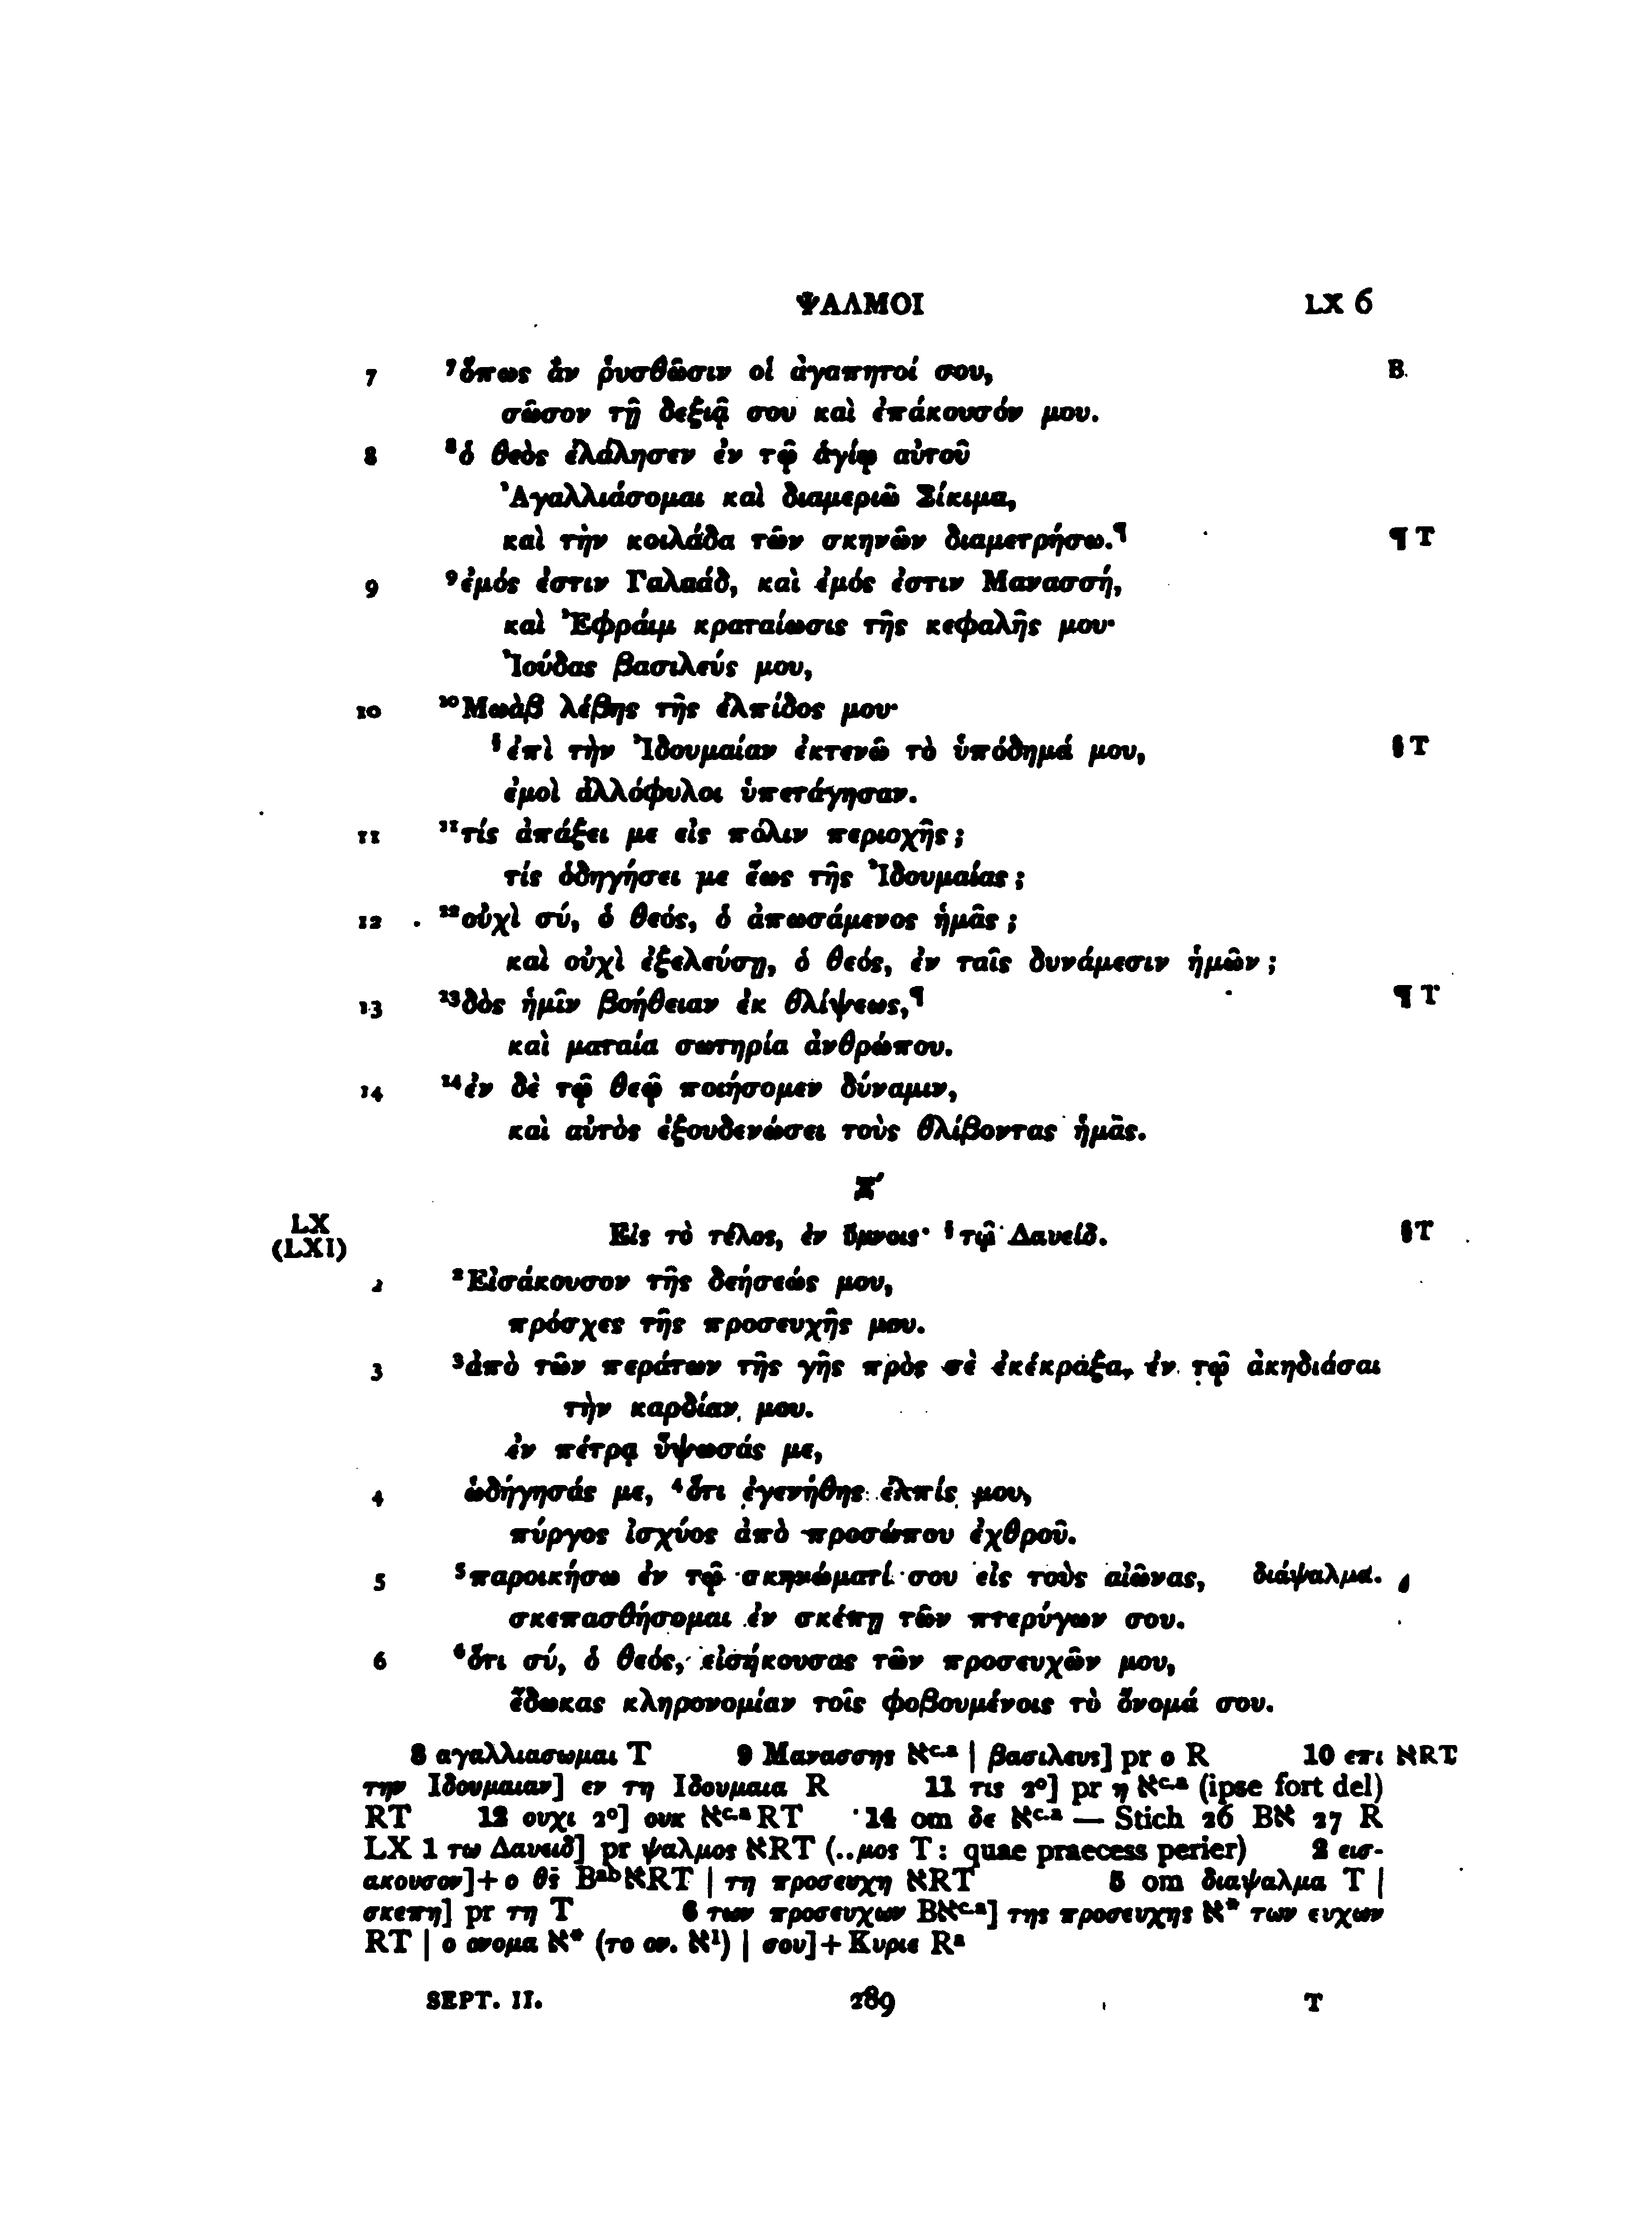 ΨΑΛΜΟΙ LX 6
7 ⁷ὅπως ἂν ῥυσθῶσιν οἱ ἀγαπητοί σου, B
σῶσον τῇ δεξιᾷ σου καὶ ἐπάκουσόν μου.
8 ⁸ὁ θεὸς ἐλάλησεν ἐν τῷ ἁγίῳ αὐτοῦ
Ἀγαλλιάσομαι καὶ διαμεριῶ Σίκιμα,
καὶ τὴν κοιλάδα τῶν σκηνῶν διαμετρήσω.¶ ¶ T
9 ⁹ἐμός ἐστιν Γαλαάδ, καὶ ἐμός ἐστιν Μανασσή,
καὶ Ἐφράιμ κραταίωσις τῆς κεφαλῆς μου·
Ἰούδας βασιλεύς μου,
10 ¹⁰Μωὰβ λέβης τῆς ἐλπίδος μου·
§ἐπὶ τὴν Ἰδουμαίαν ἐκτενῶ τὸ ὑπόδημά μου, § T
ἐμοὶ ἀλλόφυλοι ὑπετάγησαν.
11 ¹¹τίς ἀπάξει με εἰς πόλιν περιοχῆς;
τίς ὁδηγήσει με ἕως τῆς Ἰδουμαίας;
12 ¹²οὐχὶ σύ, ὁ θεός, ὁ ἀπωσάμενος ἡμᾶς;
καὶ οὐχὶ ἐξελεύσῃ, ὁ θεός, ἐν ταῖς δυνάμεσιν ἡμῶν;
13 ¹³δὸς ἡμῖν βοήθειαν ἐκ θλίψεως,¶ ¶ T
καὶ ματαία σωτηρία ἀνθρώπου.
14 ¹⁴ἐν δὲ τῷ θεῷ ποιήσομεν δύναμιν,
καὶ αὐτὸς ἐξουδενώσει τοὺς θλίβοντας ἡμᾶς.
Ξ′
LX
(LXI) Εἰς τὸ τέλος, ἐν ὕμνοις· §τῷ Δαυείδ. § T
2 ²Εἰσάκουσον τῆς δεήσεώς μου,
πρόσχες τῆς προσευχῆς μου.
3 ³ἀπὸ τῶν περάτων τῆς γῆς πρὸς σὲ ἐκέκραξα, ἐν τῷ ἀκηδιάσαι
τὴν καρδίαν μου.
ἐν πέτρᾳ ὕψωσάς με,
4 ὡδήγησάς με, ⁴ὅτι ἐγενήθης ἐλπίς μου,
πύργος ἰσχύος ἀπὸ προσώπου ἐχθροῦ.
5 ⁵παροικήσω ἐν τῷ σκηνώματί σου εἰς τοὺς αἰῶνας, διάψαλμα.
σκεπασθήσομαι ἐν σκέπῃ τῶν πτερύγων σου.
6 ⁶ὅτι σύ, ὁ θεός, εἰσήκουσας τῶν προσευχῶν μου,
ἔδωκας κληρονομίαν τοῖς φοβουμένοις τὸ ὄνομά σου.
8 αγαλλιασωμαι T 9 Μανασσης ℵᶜ·ᵃ | βασιλευς] pr ο R 10 επι ℵRT
την Ιδουμαιαν] εν τη Ιδουμαια R 11 τις 2°] pr η ℵᶜ·ᵃ (ipse fort del)
RT 12 ουχι 2°] ουκ ℵᶜ·ᵃ RT 14 om δε ℵᶜ·ᵃ — Stich 26 Bℵ 27 R
LX 1 τω Δαυειδ] pr ψαλμος ℵRT (..μος T: quae praecess perier) 2 εισ-
ακουσον]+ο θς̄ Bᵃᵇ ℵRT | τη προσευχη ℵRT 5 om διαψαλμα T |
σκεπη] pr τη T 6 των προσευχων Bℵᶜ·ᵃ] της προσευχης ℵ* των ευχων
RT | ο ονομα ℵ* (το ον. ℵ¹) | σου]+Κυριε Rᵃ
SEPT. II. 289 T